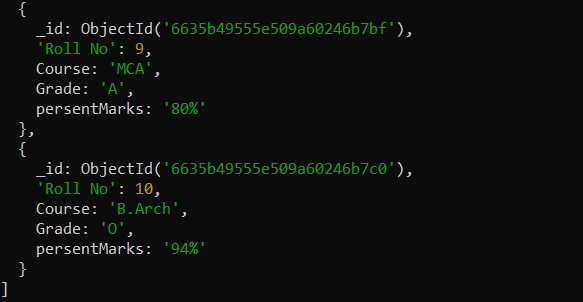 {
_id: ObjectId('6635b49555e509a60246b7bf'),
'Roll No': 9,
Course: 'MCA',
Grade: 'A',
persentMarks: '80%'
},
{
_id: ObjectId('6635b49555e509a60246b7c0'),
'Roll No': 10,
Course: 'B.Arch',
Grade: 'O',
persentMarks: '94%'
}
]